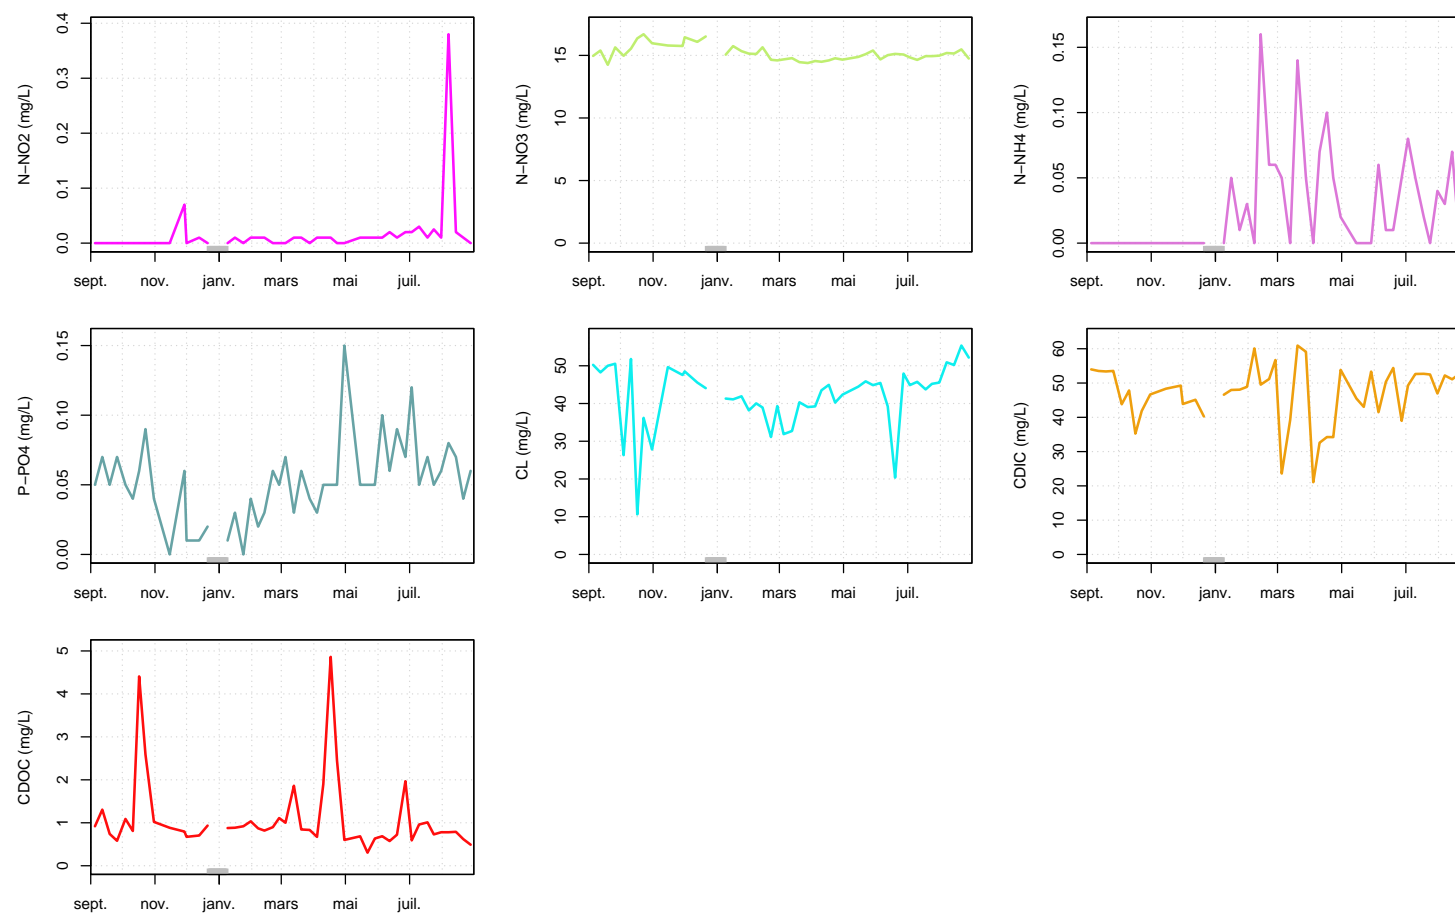 N−NO2 (mg/L)
0.0 0.1 0.2 0.3 0.4
sept. nov. janv. mars mai juil.
N−NO3 (mg/L)
0 5 10 15
sept. nov. janv. mars mai juil.
N−NH4 (mg/L)
0.00 0.05 0.10 0.15
sept. nov. janv. mars mai juil.
P−PO4 (mg/L)
0.00 0.05 0.10 0.15
sept. nov. janv. mars mai juil.
CL (mg/L)
0 10 20 30 40 50
sept. nov. janv. mars mai juil.
CDIC (mg/L)
0 10 20 30 40 50 60
sept. nov. janv. mars mai juil.
CDOC (mg/L)
0 1 2 3 4 5
sept. nov. janv. mars mai juil.